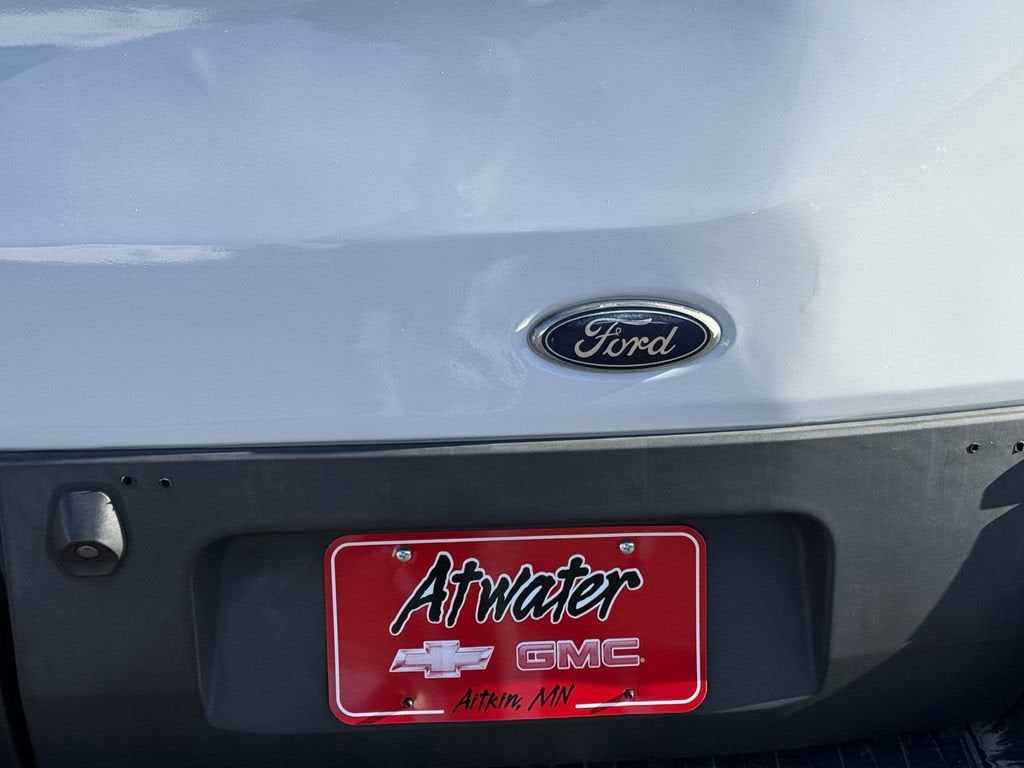 Ford
Atwater
GMC
Aitkin, MN